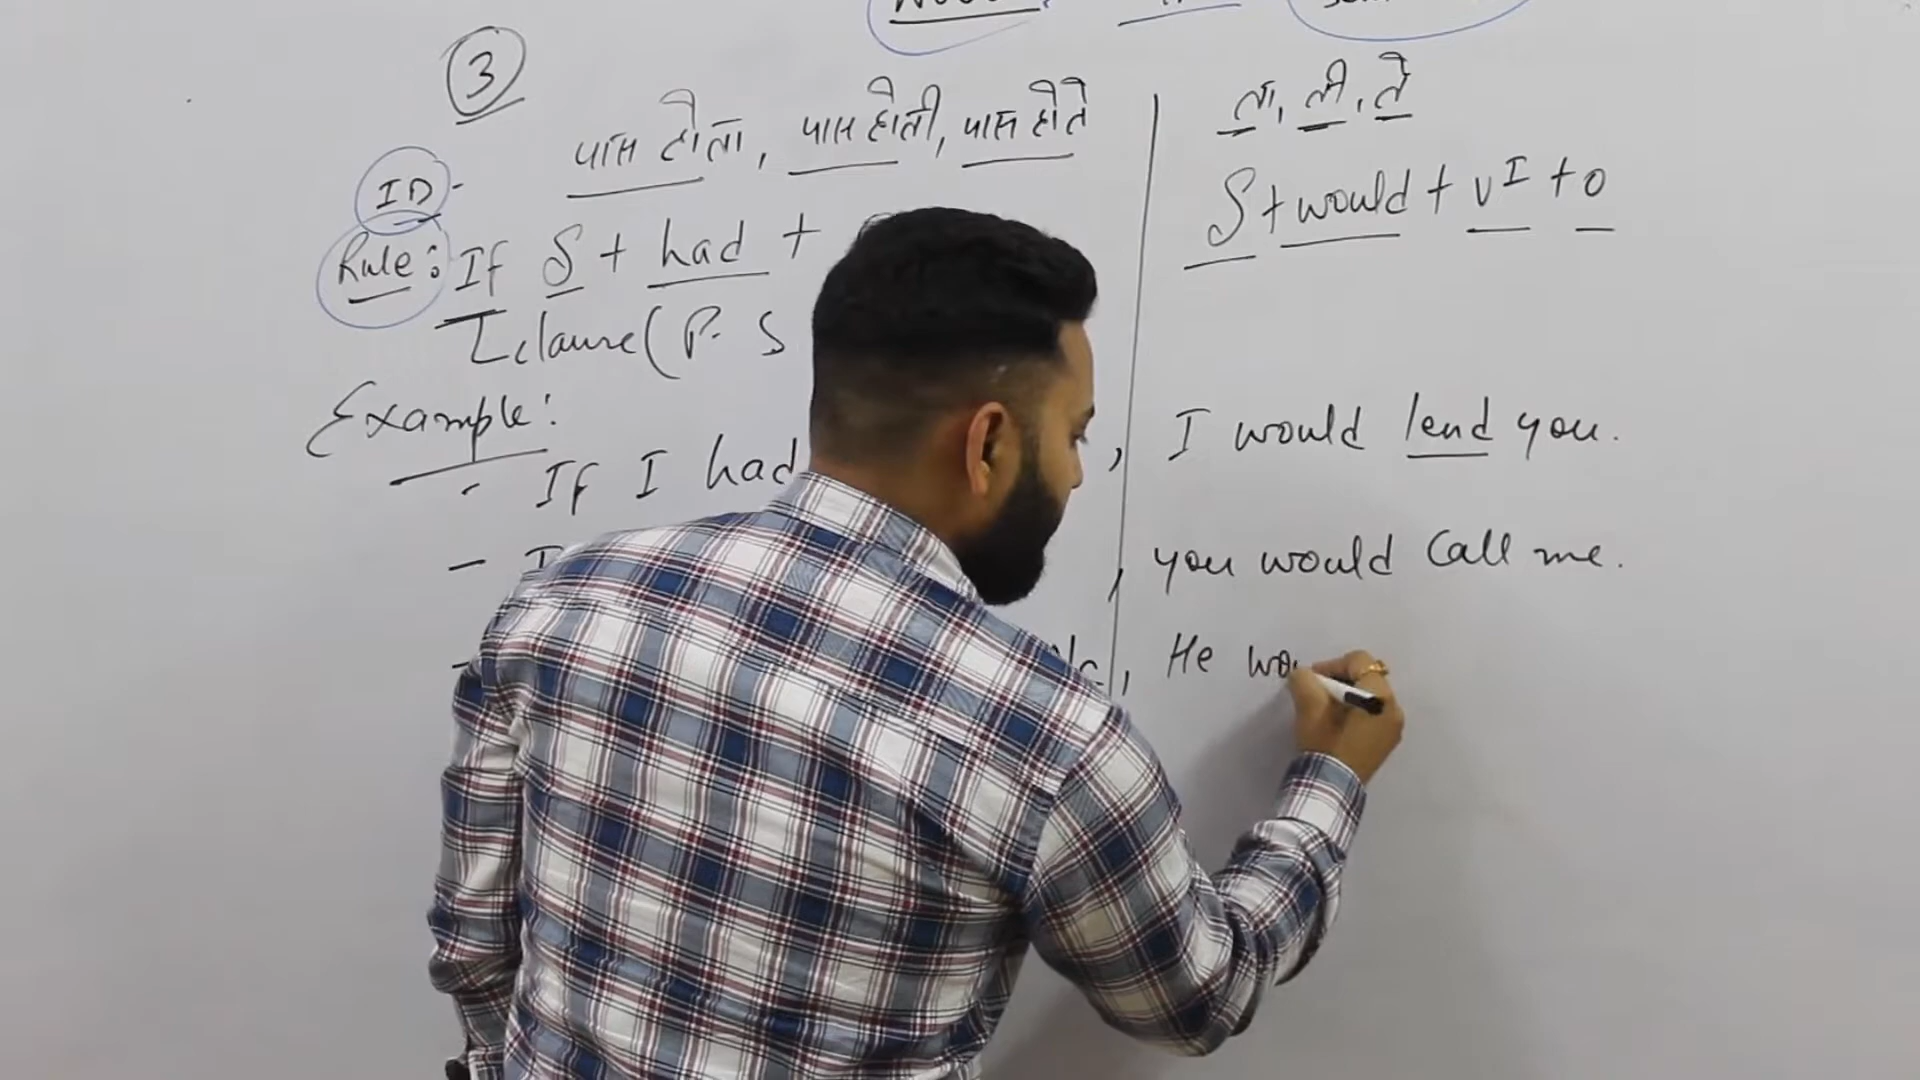 3
ID - पास होता, पास होती, पास होते
ता, ती, ते
Rule: If S + had +
S + would + V I + O
I clause (P. S
Example:
- If I had
, I would lend you.
-
, you would call me.
-
, He wo